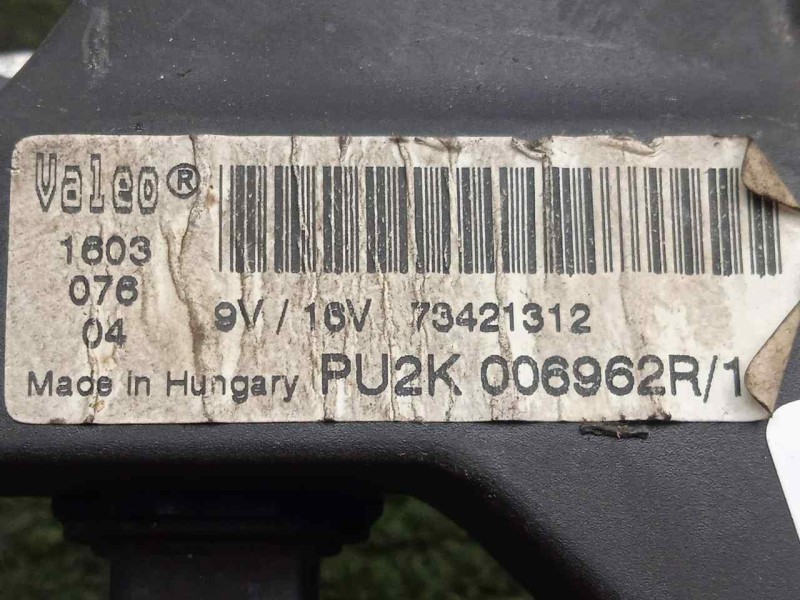 Valeo®
1603
076
04
9V / 16V 73421312
Made in Hungary PU2K 006962R/1